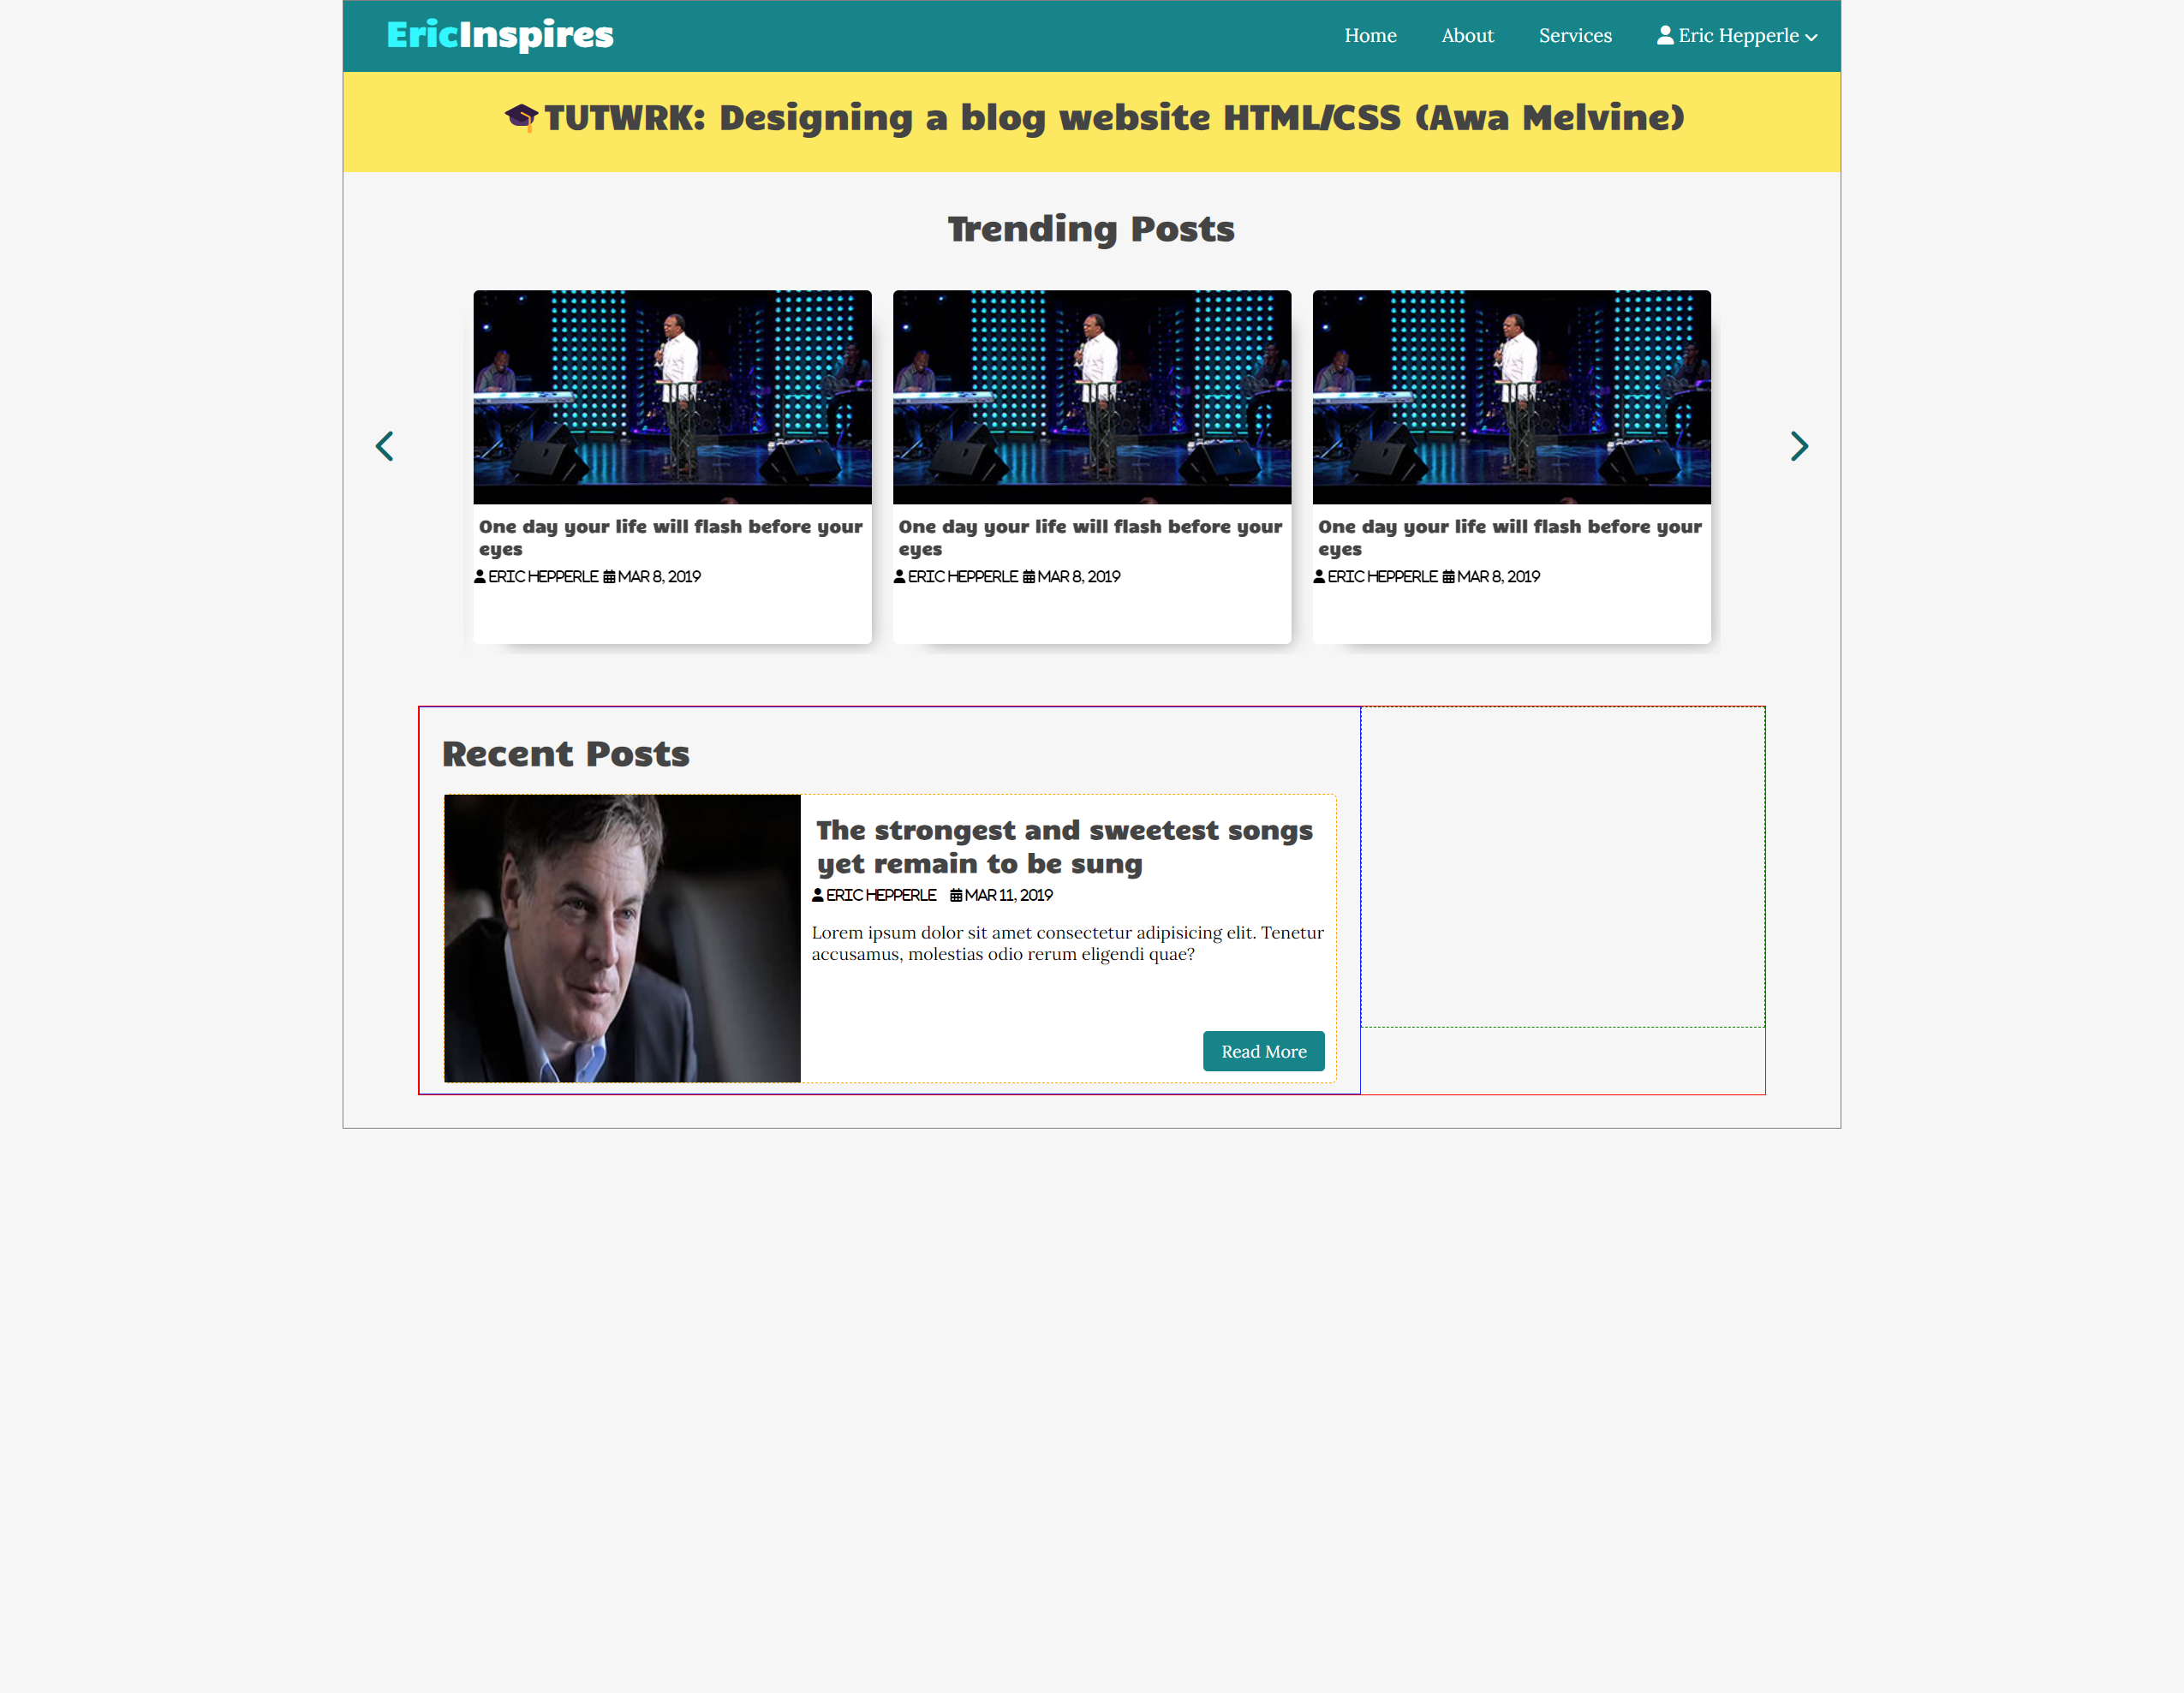 EricInspires
Home About Services Eric Hepperle
🎓TUTWRK: Designing a blog website HTML/CSS (Awa Melvine)
Trending Posts
One day your life will flash before your
eyes
ERIC HEPPERLE MAR 8, 2019
One day your life will flash before your
eyes
ERIC HEPPERLE MAR 8, 2019
One day your life will flash before your
eyes
ERIC HEPPERLE MAR 8, 2019
Recent Posts
The strongest and sweetest songs
yet remain to be sung
ERIC HEPPERLE MAR 11, 2019
Lorem ipsum dolor sit amet consectetur adipisicing elit. Tenetur
accusamus, molestias odio rerum eligendi quae?
Read More